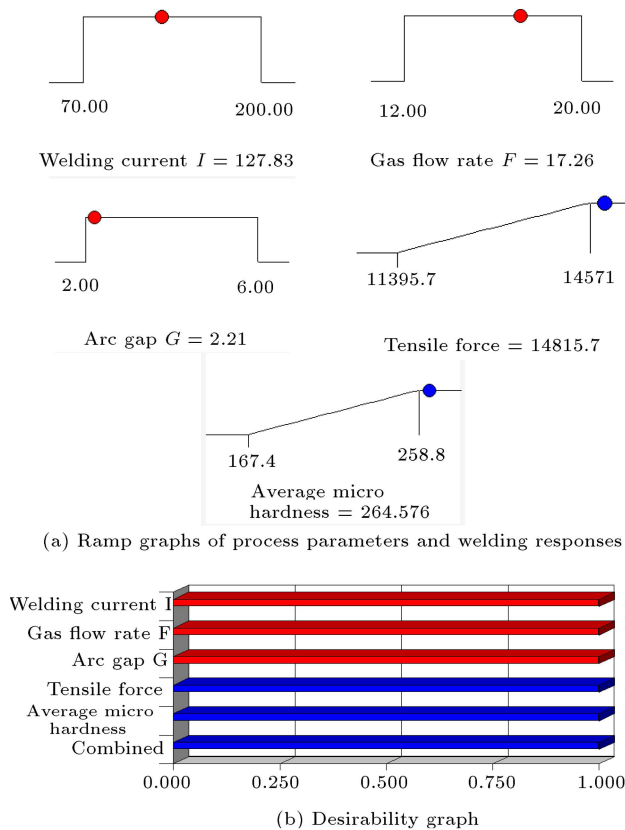 70.00 200.00
Welding current I = 127.83
12.00 20.00
Gas flow rate F = 17.26
2.00 6.00
Arc gap G = 2.21
11395.7 14571
Tensile force = 14815.7
167.4 258.8
Average micro
hardness = 264.576
(a) Ramp graphs of process parameters and welding responses
Welding current I
Gas flow rate F
Arc gap G
Tensile force
Average micro
hardness
Combined
0.000 0.250 0.500 0.750 1.000
(b) Desirability graph